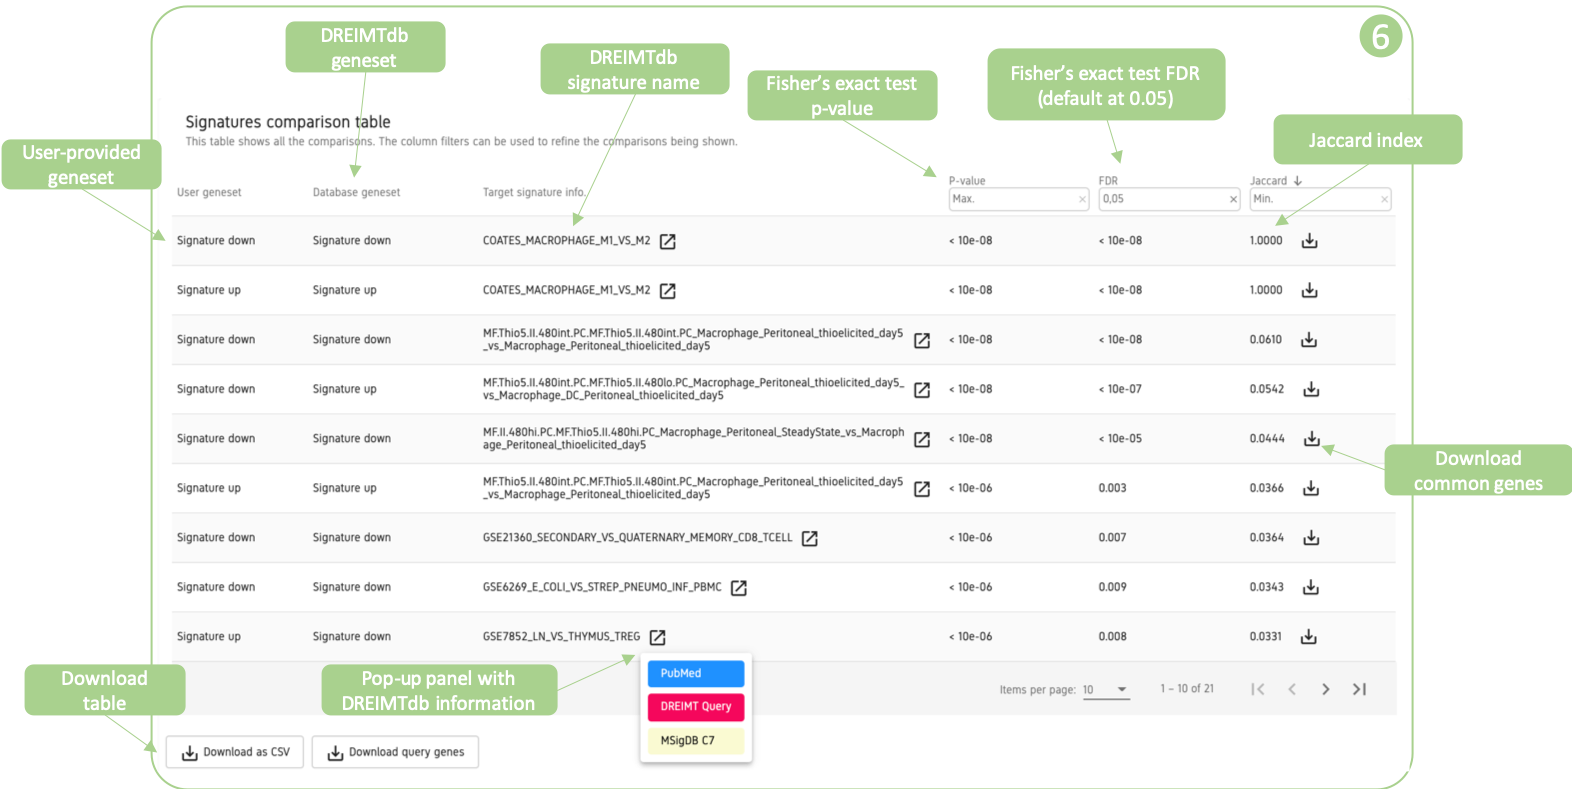 6
DREIMTdb
geneset
DREIMTdb
signature name
Fisher's exact test
p-value
Fisher's exact test FDR
(default at 0.05)
Jaccard index
User-provided
geneset
Signatures comparison table
This table shows all the comparisons. The column filters can be used to refine the comparisons being shown.
User geneset Database geneset Target signature info. P-value FDR Jaccard
Max. 0,05 Min.
Signature down Signature down COATES_MACROPHAGE_M1_VS_M2 < 10e-08 < 10e-08 1.0000
Signature up Signature up COATES_MACROPHAGE_M1_VS_M2 < 10e-08 < 10e-08 1.0000
Signature down Signature down MF.Thio5.II.480int.PC.MF.Thio5.II.480int.PC_Macrophage_Peritoneal_thioelicited_day5 < 10e-08 < 10e-08 0.0610
_vs_Macrophage_Peritoneal_thioelicited_day5
Signature down Signature up MF.Thio5.II.480int.PC.MF.Thio5.II.480lo.PC_Macrophage_Peritoneal_thioelicited_day5_ < 10e-08 < 10e-07 0.0542
vs_Macrophage_DC_Peritoneal_thioelicited_day5
Signature down Signature down MF.II.480hi.PC.MF.Thio5.II.480hi.PC_Macrophage_Peritoneal_SteadyState_vs_Macroph < 10e-08 < 10e-05 0.0444
age_Peritoneal_thioelicited_day5
Signature up Signature up MF.Thio5.II.480int.PC.MF.Thio5.II.480int.PC_Macrophage_Peritoneal_thioelicited_day5 < 10e-06 0.003 0.0366
_vs_Macrophage_Peritoneal_thioelicited_day5
Signature down Signature down GSE21360_SECONDARY_VS_QUATERNARY_MEMORY_CD8_TCELL < 10e-06 0.007 0.0364
Signature down Signature down GSE6269_E_COLI_VS_STREP_PNEUMO_INF_PBMC < 10e-06 0.009 0.0343
Signature up Signature down GSE7852_LN_VS_THYMUS_TREG < 10e-06 0.008 0.0331
Download
common genes
Download
table
Pop-up panel with
DREIMTdb information
PubMed
DREIMT Query
MSigDB C7
Items per page: 10 1 – 10 of 21
Download as CSV Download query genes